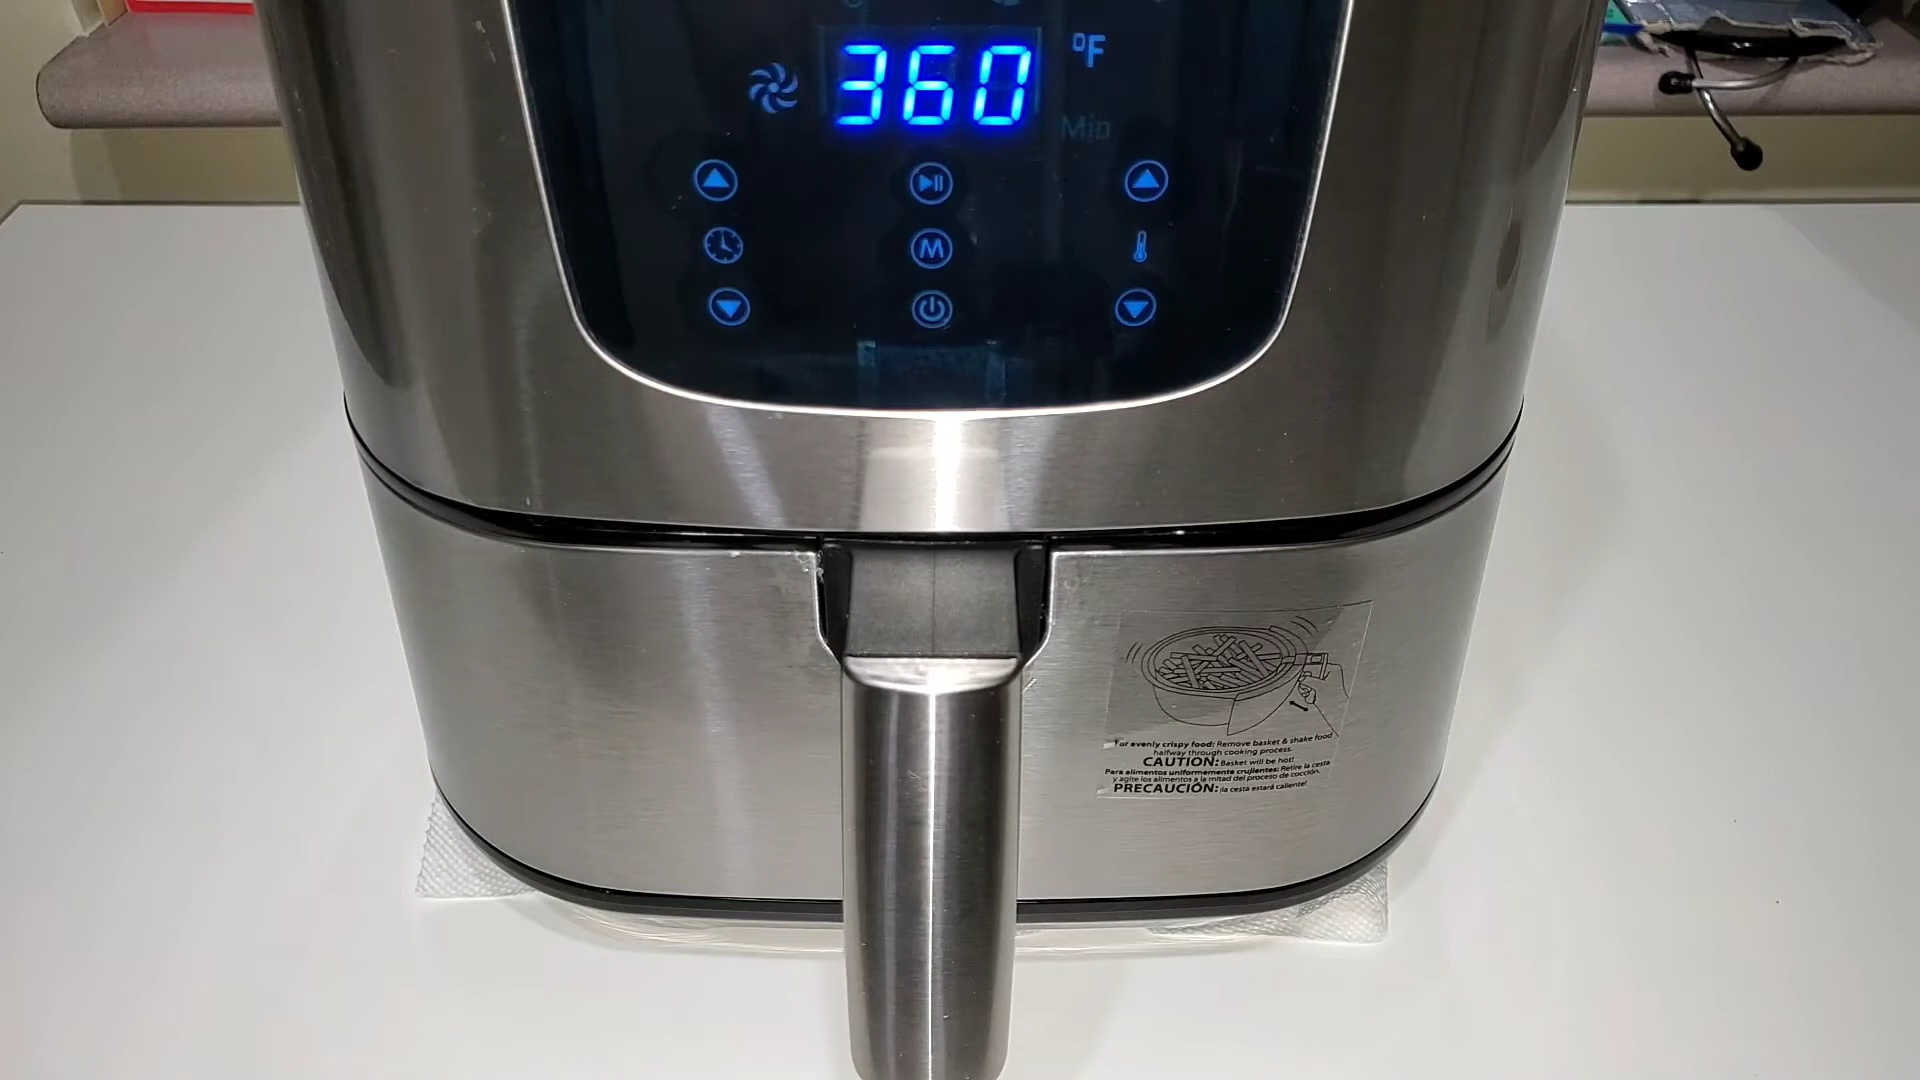 360 °F
Min
M
For evenly crispy food: Remove basket & shake food
halfway through cooking process.
CAUTION: Basket will be hot!
Para alimentos uniformemente crujientes: Retire la cesta
y agite los alimentos a la mitad del proceso de cocción.
PRECAUCIÓN: ¡la cesta estará caliente!